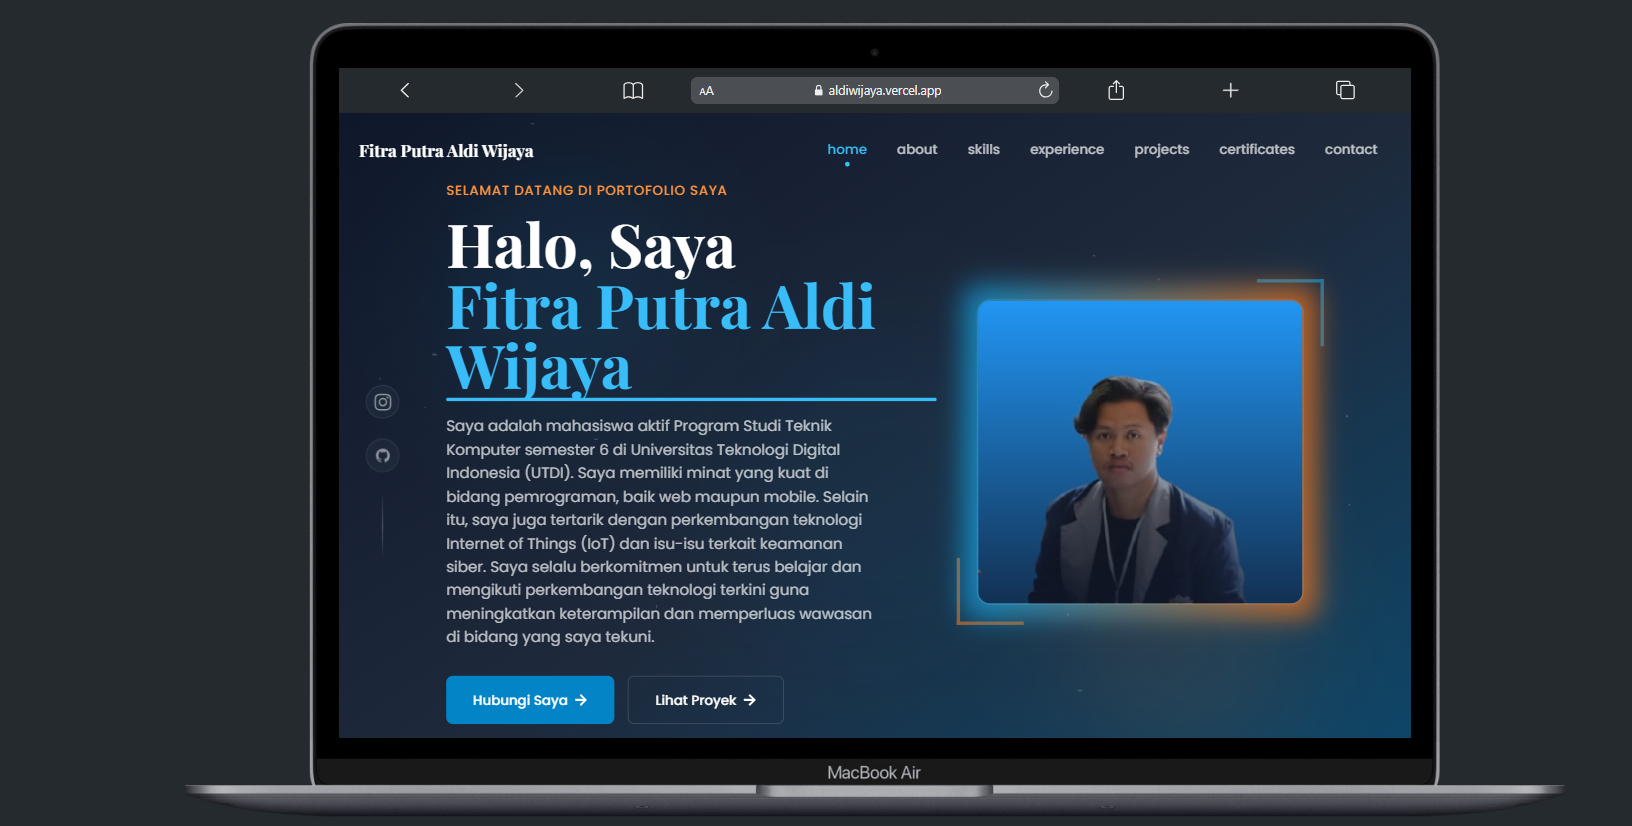 AA
aldiwijaya.vercel.app
Fitra Putra Aldi Wijaya
home about skills experience projects certificates contact
SELAMAT DATANG DI PORTOFOLIO SAYA
Halo, Saya
Fitra Putra Aldi
Wijaya
Saya adalah mahasiswa aktif Program Studi Teknik
Komputer semester 6 di Universitas Teknologi Digital
Indonesia (UTDI). Saya memiliki minat yang kuat di
bidang pemrograman, baik web maupun mobile. Selain
itu, saya juga tertarik dengan perkembangan teknologi
Internet of Things (IoT) dan isu-isu terkait keamanan
siber. Saya selalu berkomitmen untuk terus belajar dan
mengikuti perkembangan teknologi terkini guna
meningkatkan keterampilan dan memperluas wawasan
di bidang yang saya tekuni.
Hubungi Saya →
Lihat Proyek →
MacBook Air